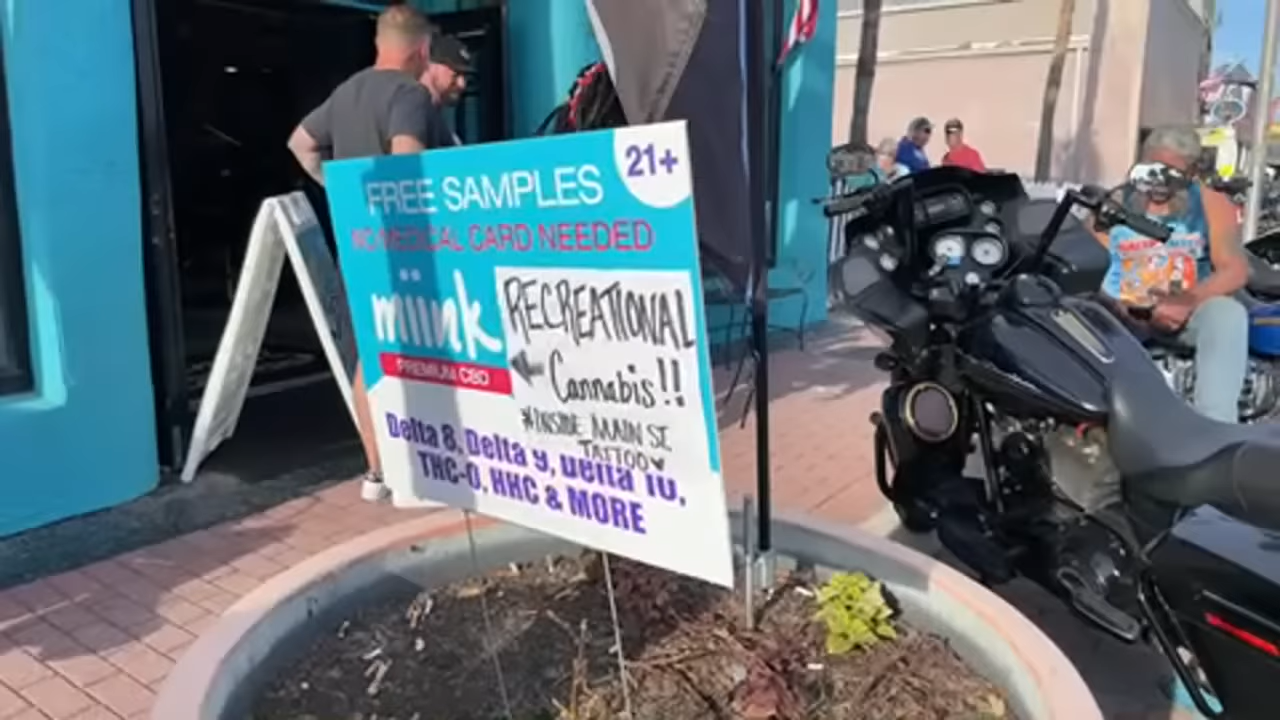 21+
FREE SAMPLES
NO MEDICAL CARD NEEDED
miink
PREMIUM CBD
RECREATIONAL
Cannabis!!
*INSIDE MAIN ST
TATTOO
Delta 8, Delta 9, Delta 10,
THC-O, HHC & MORE